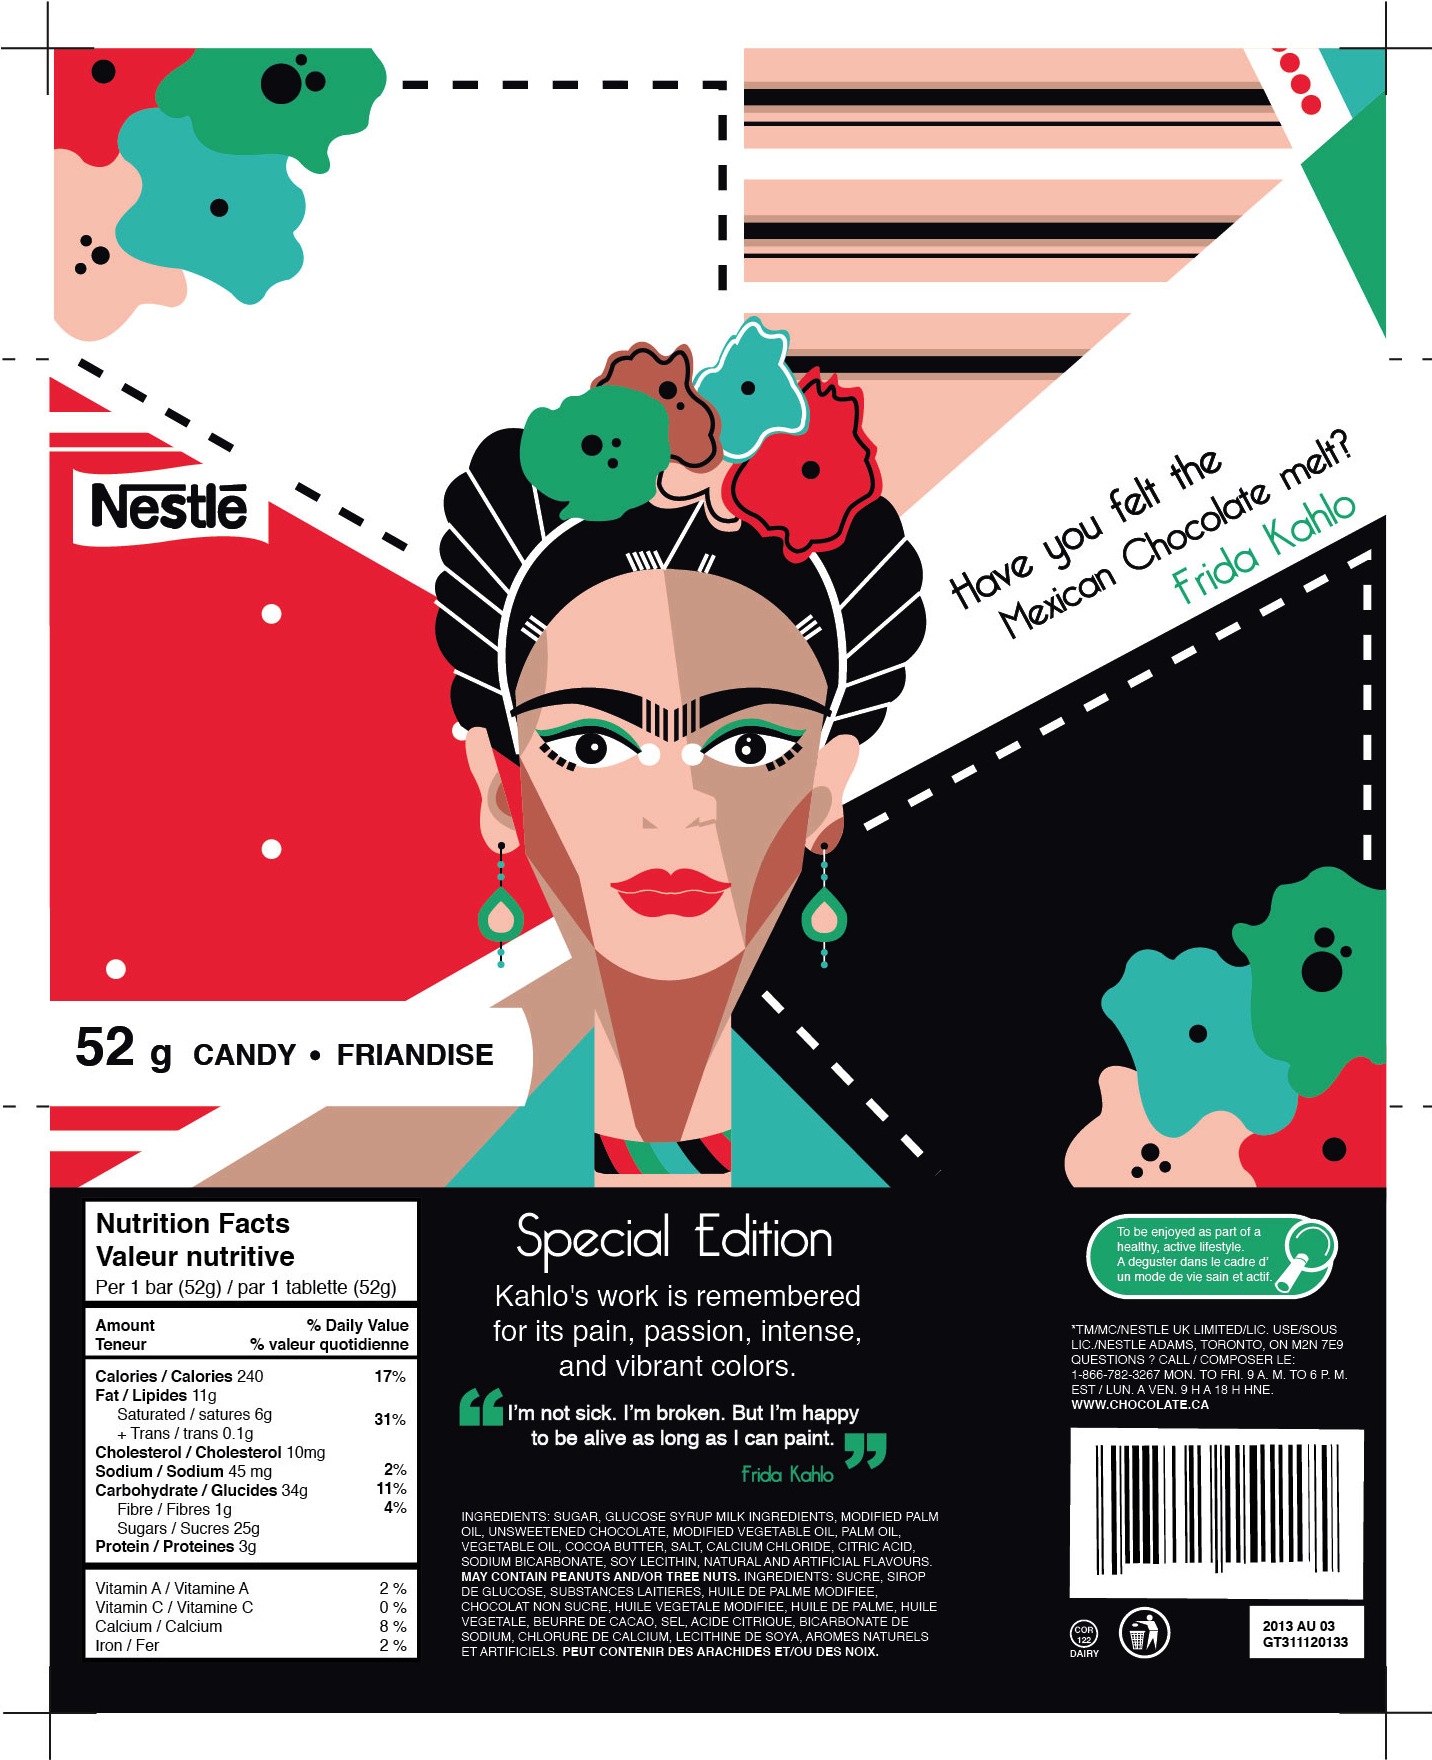 Nestlé
Have you felt the
Mexican Chocolate melt?
Frida Kahlo
52 g CANDY • FRIANDISE
Nutrition Facts
Valeur nutritive
Per 1 bar (52g) / par 1 tablette (52g)
Amount % Daily Value
Teneur % valeur quotidienne
Calories / Calories 240 17%
Fat / Lipides 11g
Saturated / satures 6g 31%
+ Trans / trans 0.1g
Cholesterol / Cholesterol 10mg
Sodium / Sodium 45 mg 2%
Carbohydrate / Glucides 34g 11%
Fibre / Fibres 1g 4%
Sugars / Sucres 25g
Protein / Proteines 3g
Vitamin A / Vitamine A 2 %
Vitamin C / Vitamine C 0 %
Calcium / Calcium 8 %
Iron / Fer 2 %
Special Edition
Kahlo's work is remembered
for its pain, passion, intense,
and vibrant colors.
“I’m not sick. I’m broken. But I’m happy
to be alive as long as I can paint.”
Frida Kahlo
INGREDIENTS: SUGAR, GLUCOSE SYRUP MILK INGREDIENTS, MODIFIED PALM
OIL, UNSWEETENED CHOCOLATE, MODIFIED VEGETABLE OIL, PALM OIL,
VEGETABLE OIL, COCOA BUTTER, SALT, CALCIUM CHLORIDE, CITRIC ACID,
SODIUM BICARBONATE, SOY LECITHIN, NATURAL AND ARTIFICIAL FLAVOURS.
MAY CONTAIN PEANUTS AND/OR TREE NUTS. INGREDIENTS: SUCRE, SIROP
DE GLUCOSE, SUBSTANCES LAITIERES, HUILE DE PALME MODIFIEE,
CHOCOLAT NON SUCRE, HUILE VEGETALE MODIFIEE, HUILE DE PALME, HUILE
VEGETALE, BEURRE DE CACAO, SEL, ACIDE CITRIQUE, BICARBONATE DE
SODIUM, CHLORURE DE CALCIUM, LECITHINE DE SOYA, AROMES NATURELS
ET ARTIFICIELS. PEUT CONTENIR DES ARACHIDES ET/OU DES NOIX.
To be enjoyed as part of a
healthy, active lifestyle.
A deguster dans le cadre d'
un mode de vie sain et actif.
*TM/MC/NESTLE UK LIMITED/LIC. USE/SOUS
LIC./NESTLE ADAMS, TORONTO, ON M2N 7E9
QUESTIONS ? CALL / COMPOSER LE:
1-866-782-3267 MON. TO FRI. 9 A. M. TO 6 P. M.
EST / LUN. A VEN. 9 H A 18 H HNE.
WWW.CHOCOLATE.CA
COR
122
DAIRY
2013 AU 03
GT311120133